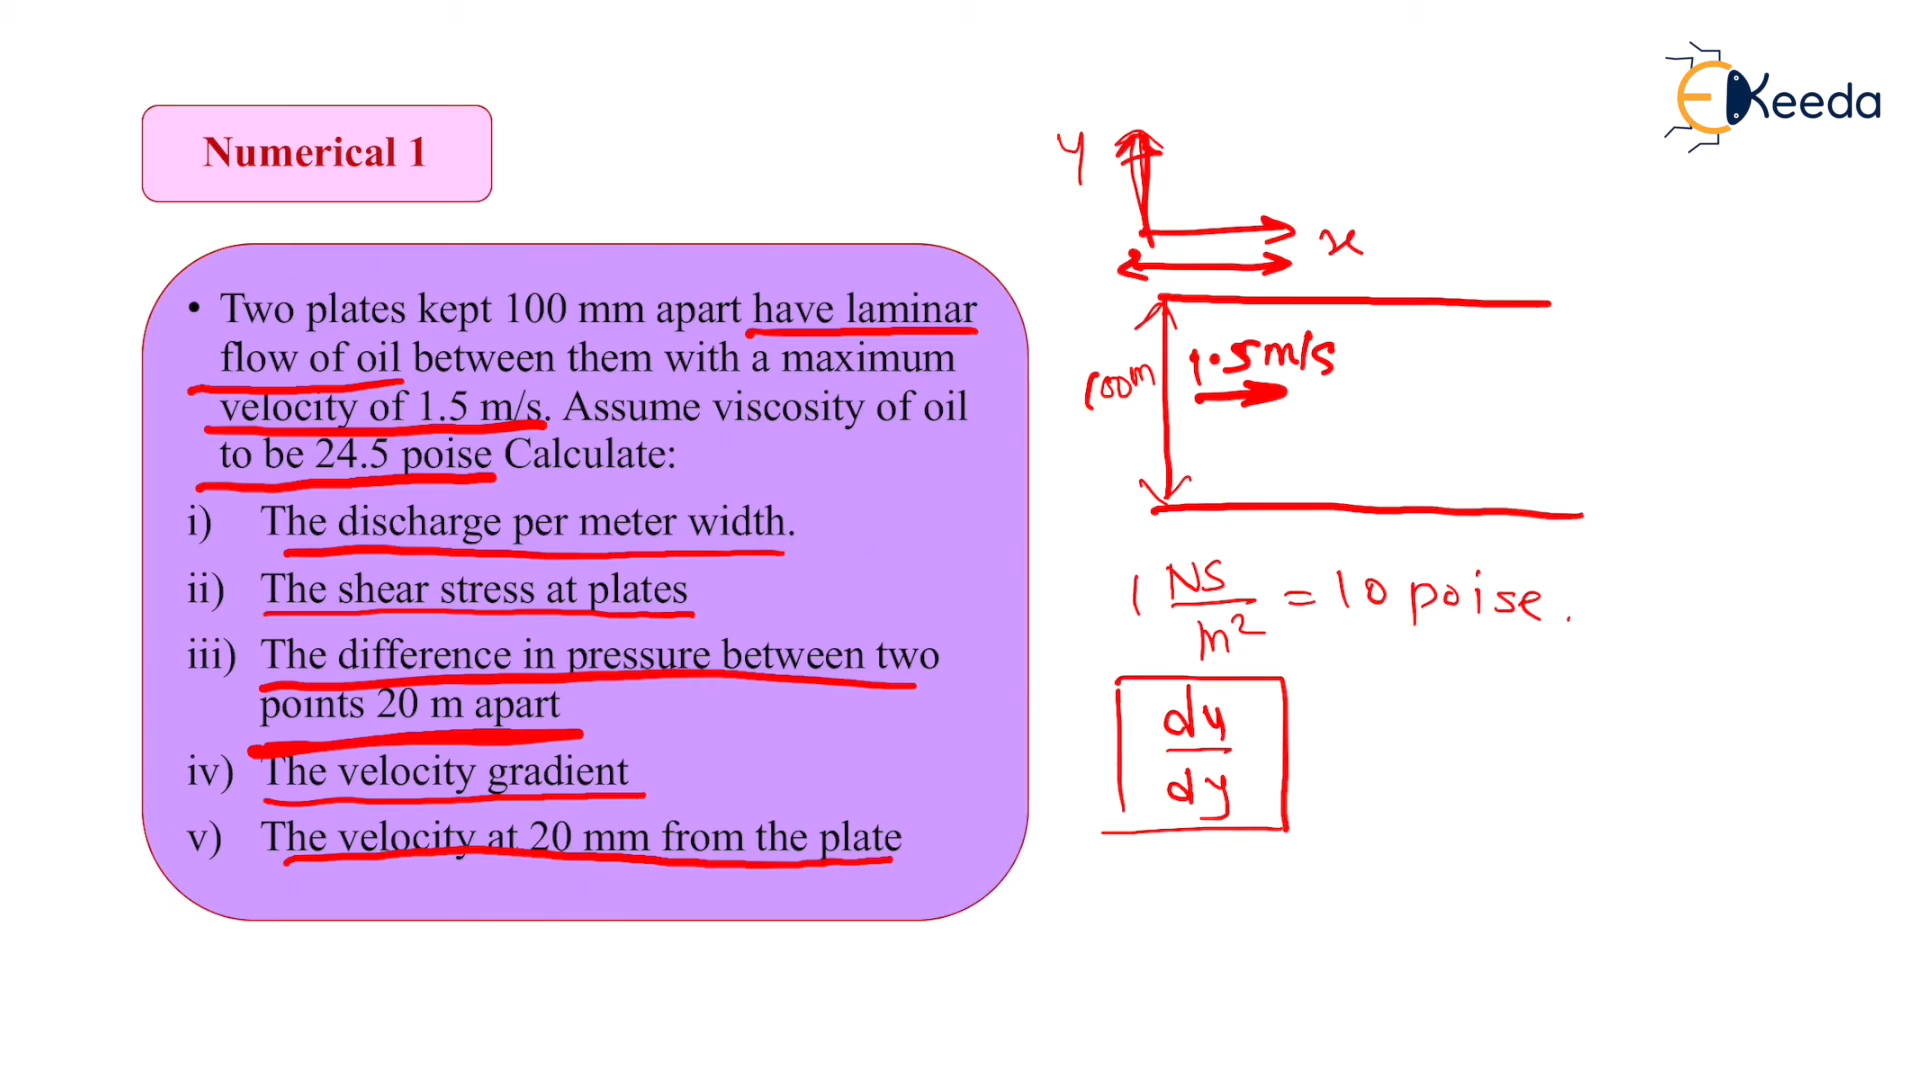 Keeda
Numerical 1
• Two plates kept 100 mm apart have laminar
flow of oil between them with a maximum
velocity of 1.5 m/s. Assume viscosity of oil
to be 24.5 poise Calculate:
i) The discharge per meter width.
ii) The shear stress at plates
iii) The difference in pressure between two
points 20 m apart
iv) The velocity gradient
v) The velocity at 20 mm from the plate
y
x
1.5m/s
100m
1 NS/m² = 10 poise.
du/dy